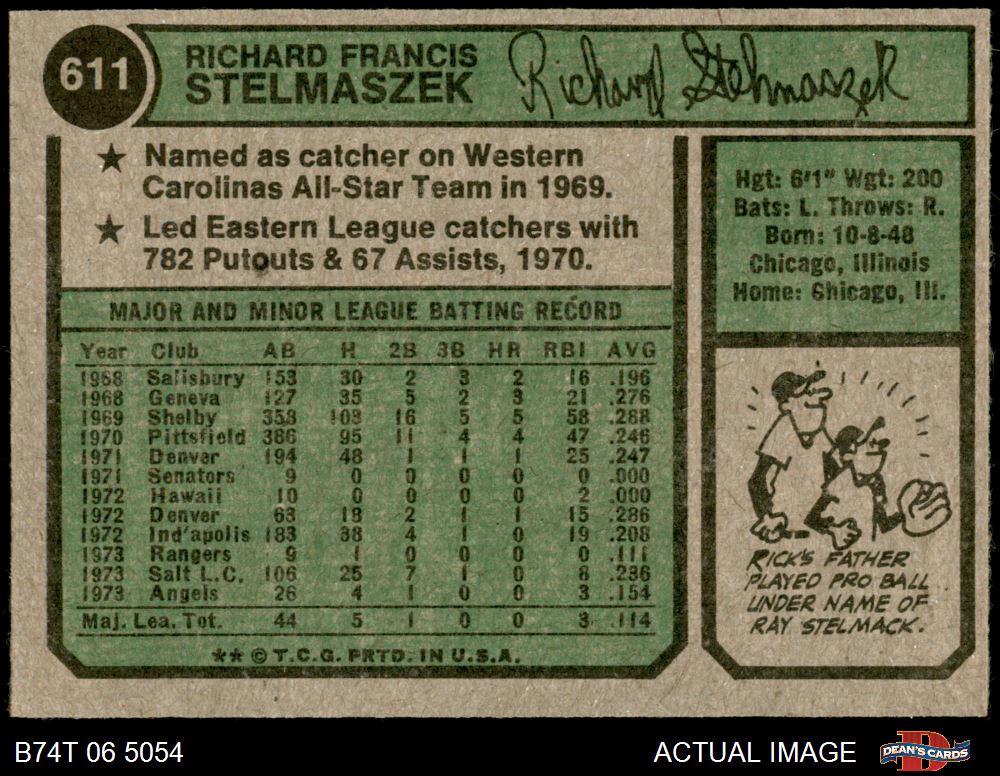 611
RICHARD FRANCIS
STELMASZEK
Richard Stelmaszek
★ Named as catcher on Western
Carolinas All-Star Team in 1969.
★ Led Eastern League catchers with
782 Putouts & 67 Assists, 1970.
Hgt: 6'1" Wgt: 200
Bats: L. Throws: R.
Born: 10-8-48
Chicago, Illinois
Home: Chicago, Ill.
MAJOR AND MINOR LEAGUE BATTING RECORD
Year Club AB H 2B 3B HR RBI AVG
1968 Salisbury 153 30 2 3 2 16 .196
1968 Geneva 127 35 5 2 3 21 .276
1969 Shelby 358 103 16 5 5 58 .288
1970 Pittsfield 386 95 11 4 4 47 .246
1971 Denver 194 48 1 1 1 25 .247
1971 Senators 9 0 0 0 0 0 .000
1972 Hawaii 10 0 0 0 0 2 .000
1972 Denver 63 18 2 1 1 15 .286
1972 Ind'apolis 183 38 4 1 0 19 .208
1973 Rangers 9 1 0 0 0 0 .111
1973 Salt L.C. 106 25 7 1 0 8 .236
1973 Angels 26 4 1 0 0 3 .154
Maj. Lea. Tot. 44 5 1 0 0 3 .114
** © T.C.G. PRTD. IN U.S.A.
RICK'S FATHER
PLAYED PRO BALL
UNDER NAME OF
RAY STELMACK.
B74T 06 5054
ACTUAL IMAGE
DEAN'S CARDS